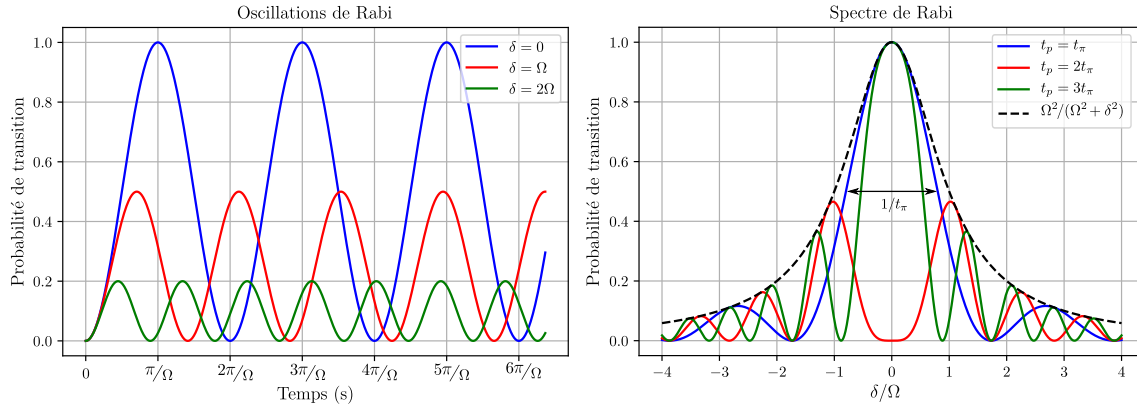 Oscillations de Rabi
Probabilité de transition
1.0
0.8
0.6
0.4
0.2
0.0
δ = 0
δ = Ω
δ = 2Ω
0 π/Ω 2π/Ω 3π/Ω 4π/Ω 5π/Ω 6π/Ω
Temps (s)
Spectre de Rabi
Probabilité de transition
1.0
0.8
0.6
0.4
0.2
0.0
t_p = t_π
t_p = 2t_π
t_p = 3t_π
Ω²/(Ω² + δ²)
1/t_π
−4 −3 −2 −1 0 1 2 3 4
δ/Ω